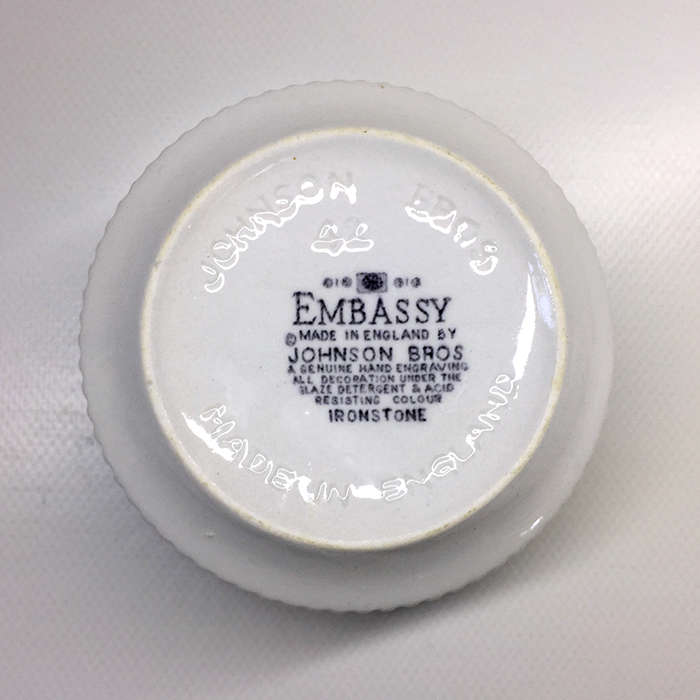 JOHNSON BROS
EMBASSY
© MADE IN ENGLAND BY
JOHNSON BROS
A GENUINE HAND ENGRAVING
ALL DECORATION UNDER THE
GLAZE DETERGENT & ACID
RESISTING COLOUR
IRONSTONE
MADE IN ENGLAND